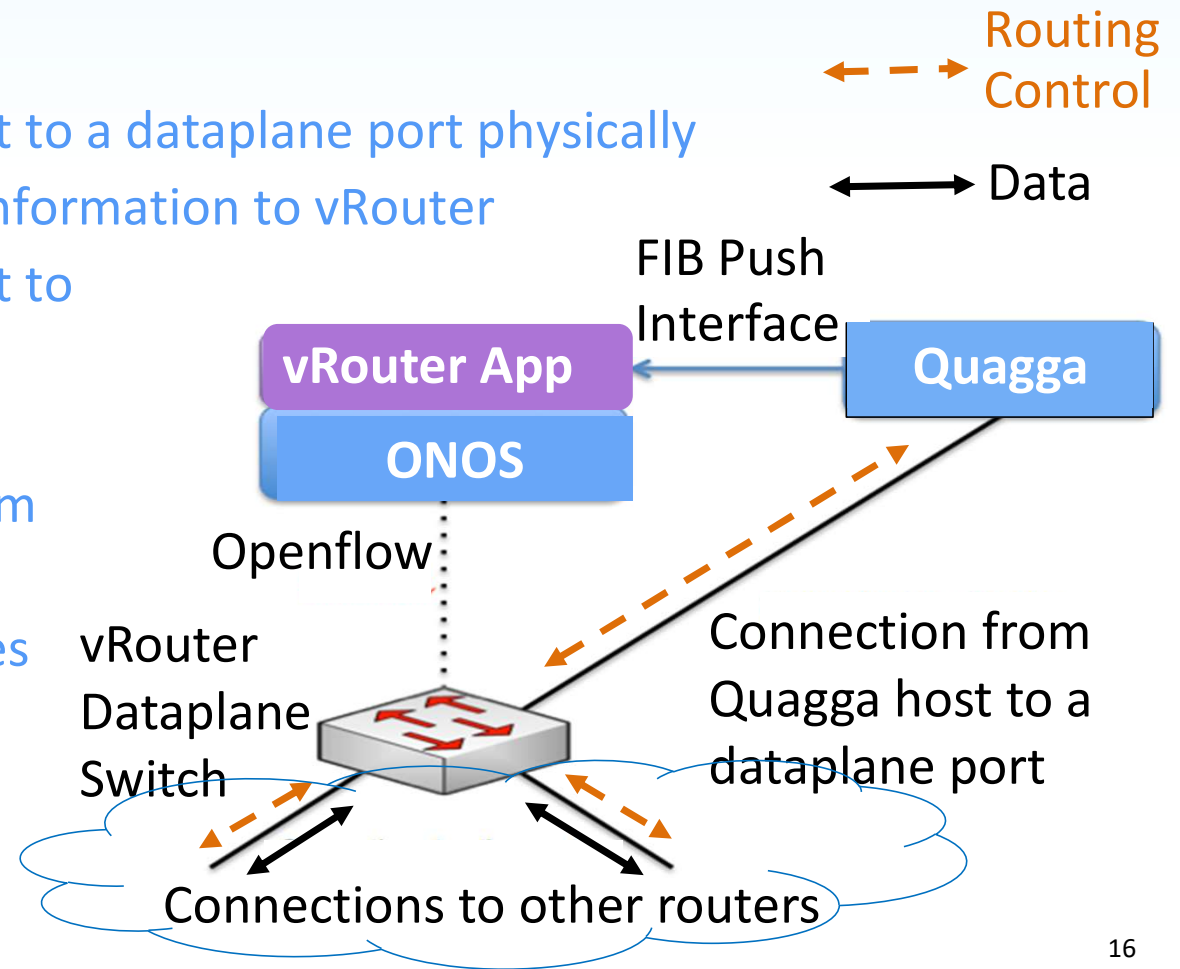 Routing
Control
t to a dataplane port physically
Data
nformation to vRouter
t to
FIB Push
Interface
vRouter App
Quagga
ONOS
m
Openflow
es
vRouter
Dataplane
Switch
Connection from
Quagga host to a
dataplane port
Connections to other routers
16